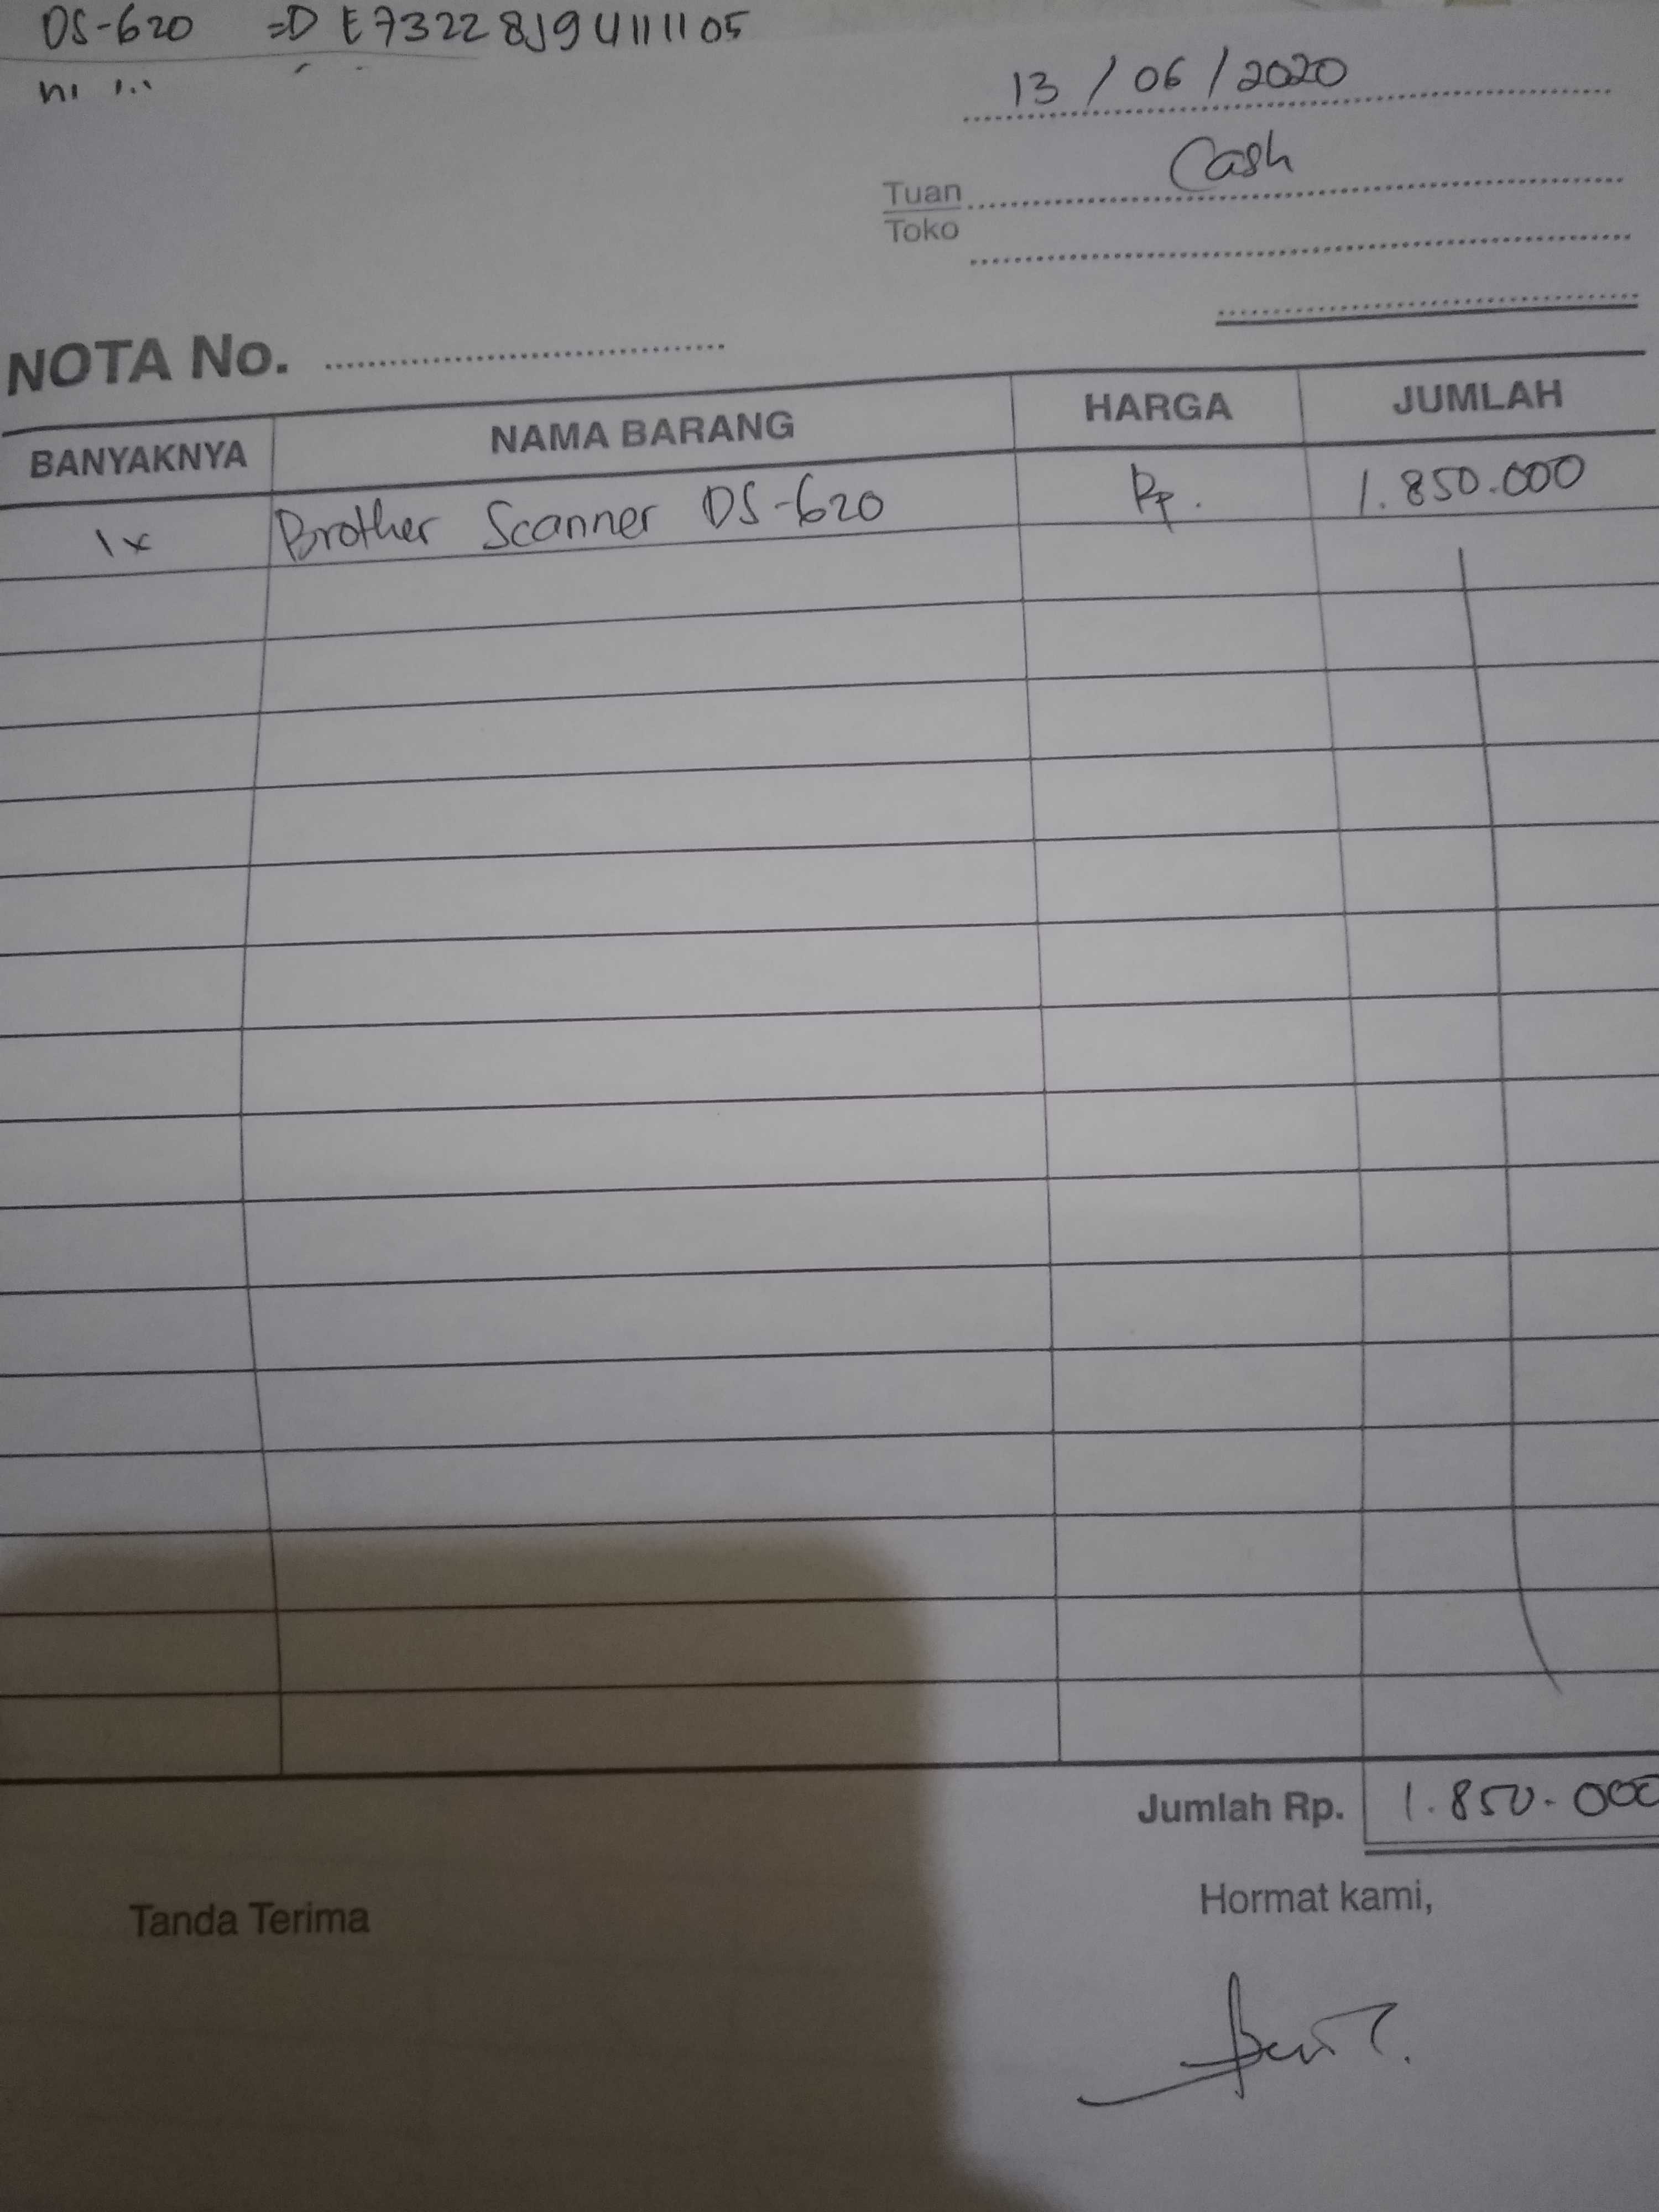 DS-620 => E73228J9U111105
13 / 06 / 2020
Tuan Cash
Toko
NOTA No.
BANYAKNYA NAMA BARANG HARGA JUMLAH
1x Brother Scanner DS-620 Rp. 1.850.000
Jumlah Rp. 1.850.000
Tanda Terima Hormat kami,